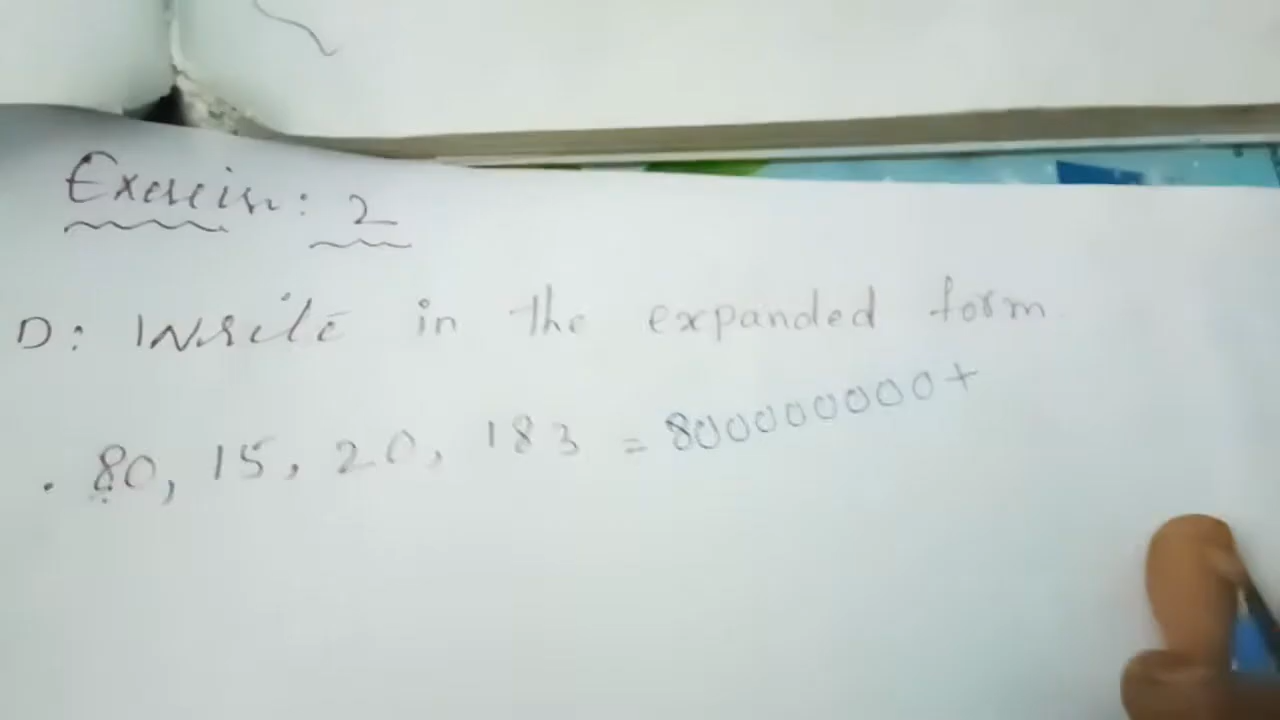 Exercise: 2
D: Write in the expanded form
. 80, 15, 20, 183 = 800000000+